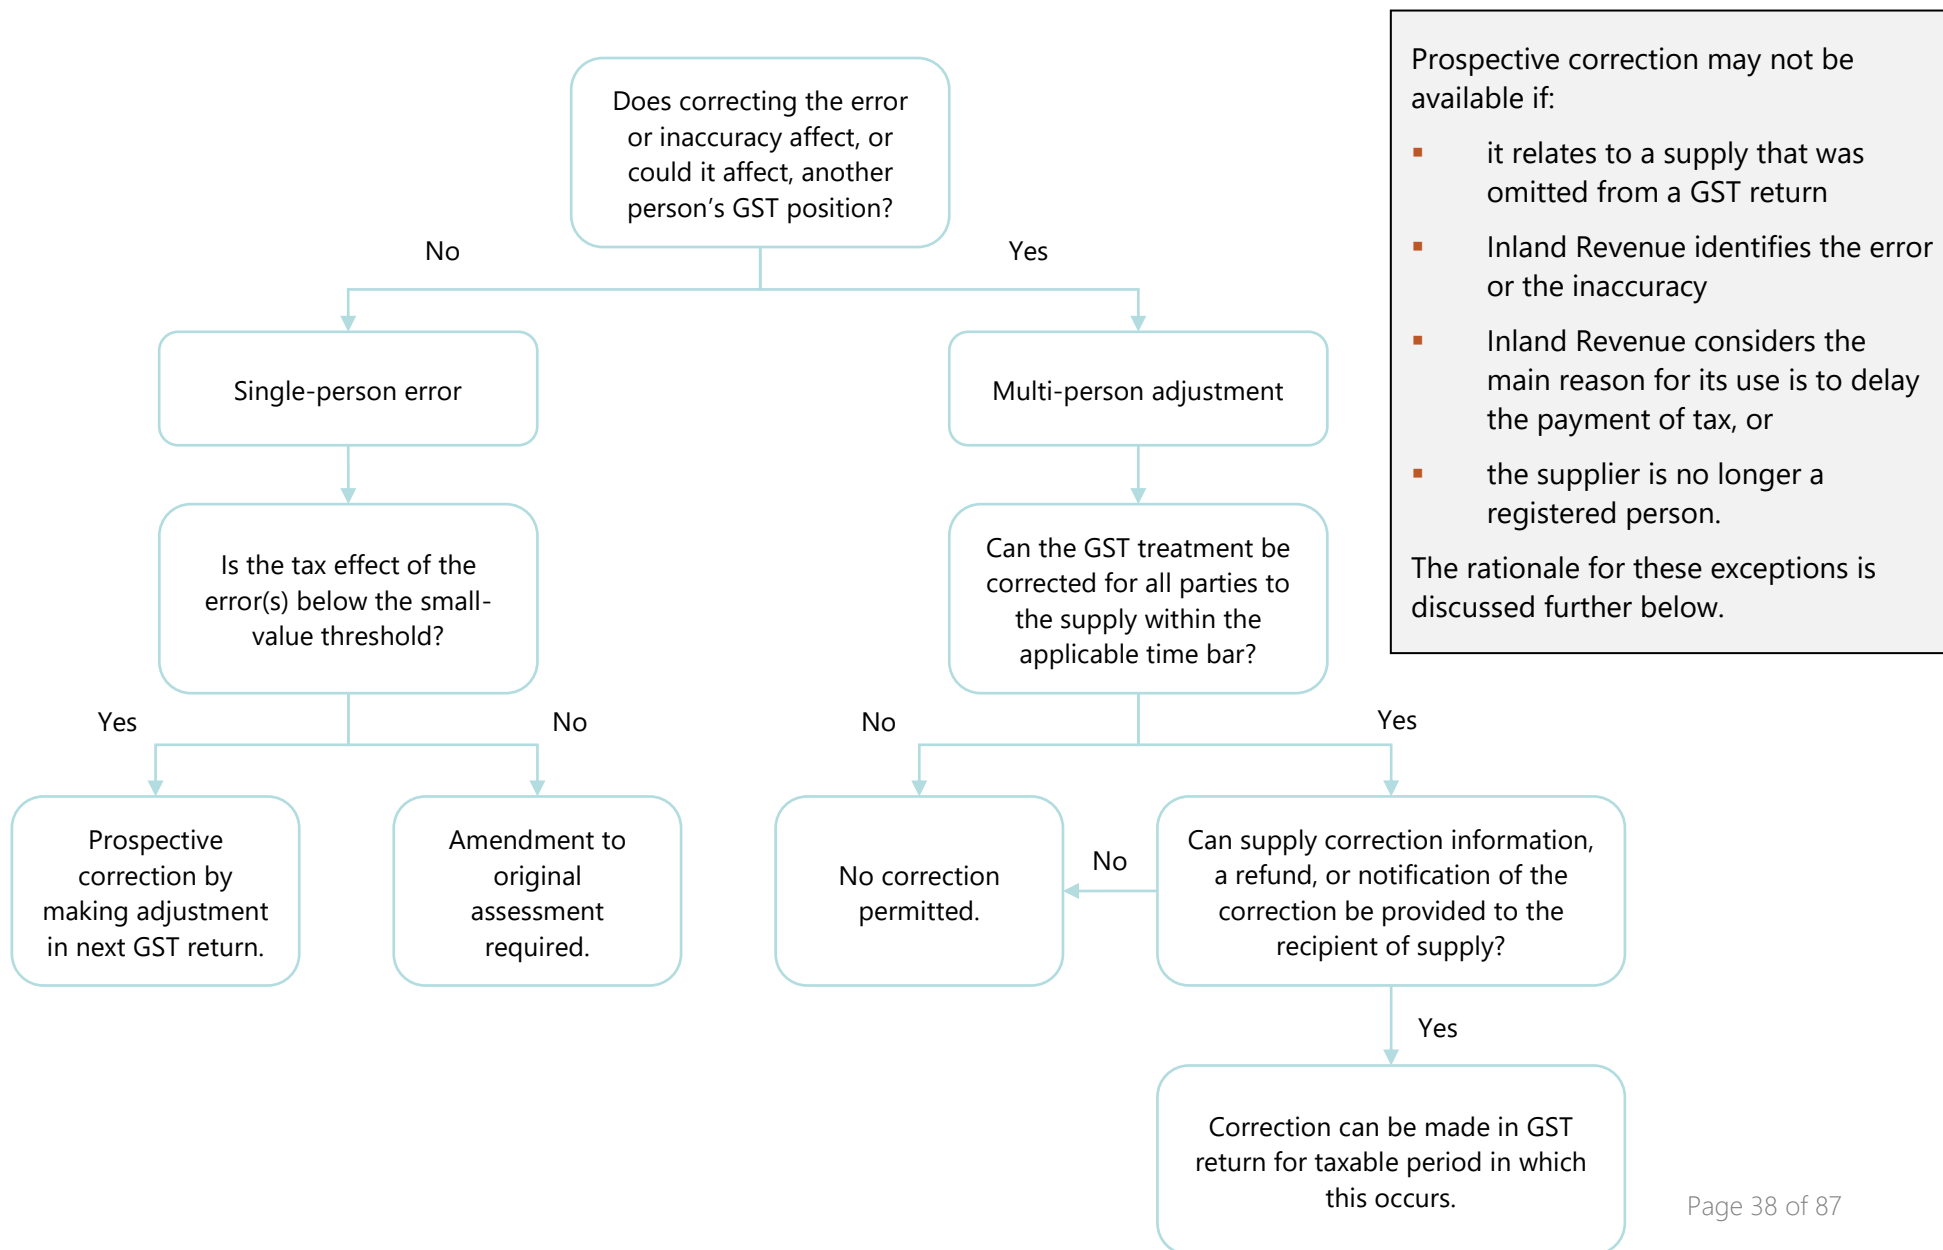 Does correcting the error
or inaccuracy affect, or
could it affect, another
person's GST position?
No
Yes
Single-person error
Multi-person adjustment
Is the tax effect of the
error(s) below the small-
value threshold?
Can the GST treatment be
corrected for all parties to
the supply within the
applicable time bar?
Yes
No
No
Yes
Prospective
correction by
making adjustment
in next GST return.
Amendment to
original
assessment
required.
No correction
permitted.
No
Can supply correction information,
a refund, or notification of the
correction be provided to the
recipient of supply?
Yes
Correction can be made in GST
return for taxable period in which
this occurs.
Prospective correction may not be
available if:
▪ it relates to a supply that was
omitted from a GST return
▪ Inland Revenue identifies the error
or the inaccuracy
▪ Inland Revenue considers the
main reason for its use is to delay
the payment of tax, or
▪ the supplier is no longer a
registered person.
The rationale for these exceptions is
discussed further below.
Page 38 of 87